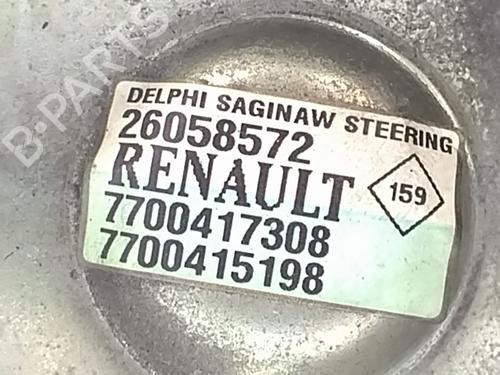 B-PARTS
DELPHI SAGINAW STEERING
26058572
RENAULT
159
7700417308
7700415198